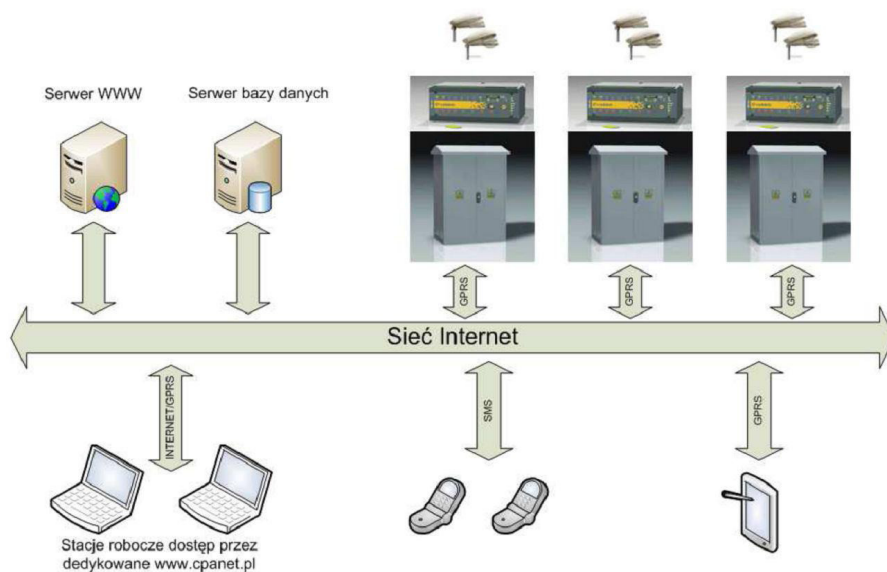 Serwer WWW
Serwer bazy danych
GPRS
GPRS
GPRS
Sieć Internet
INTERNET/GPRS
SMS
GPRS
Stacje robocze dostęp przez
dedykowane www.cpanet.pl